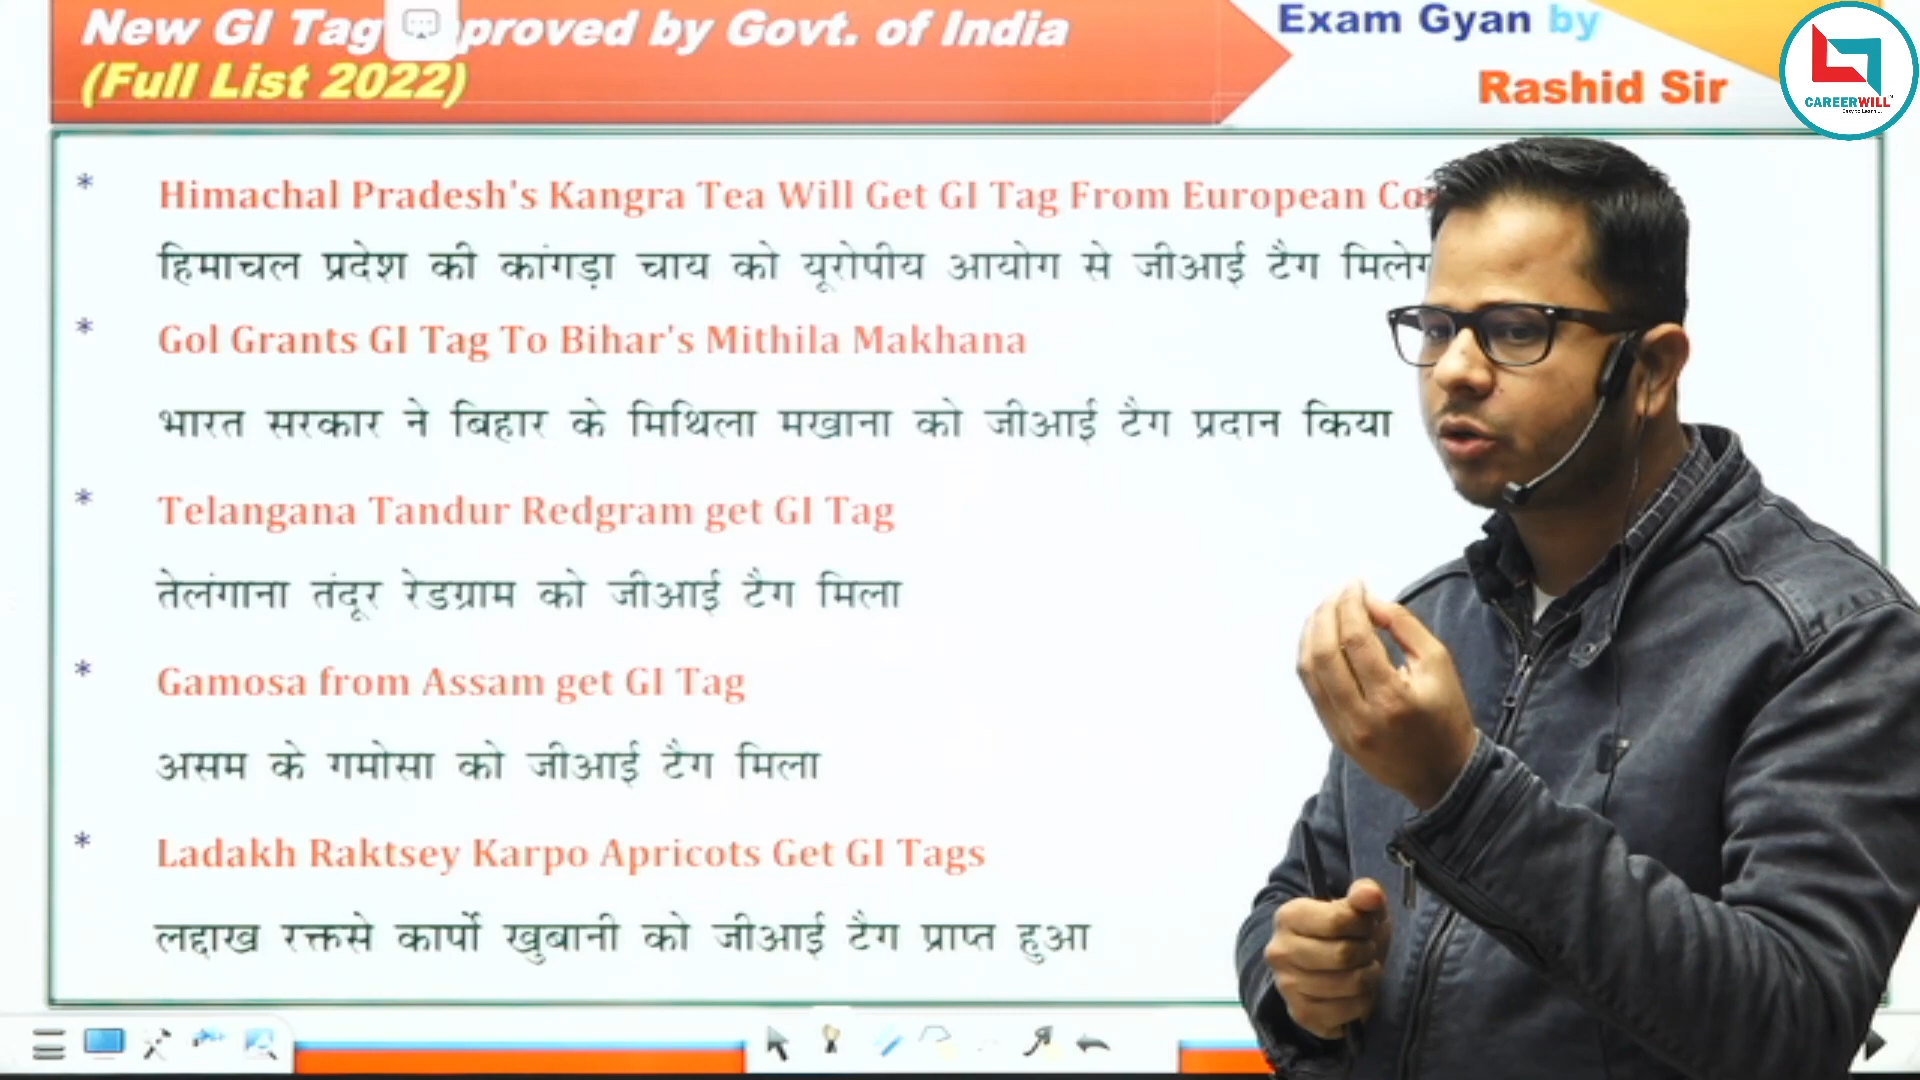 New GI Tag proved by Govt. of India
(Full List 2022)
Exam Gyan by
Rashid Sir
CAREERWILL
* Himachal Pradesh's Kangra Tea Will Get GI Tag From European
हिमाचल प्रदेश की कांगड़ा चाय को यूरोपीय आयोग से जीआई टैग
* GoI Grants GI Tag To Bihar's Mithila Makhana
भारत सरकार ने बिहार के मिथिला मखाना को जीआई टैग प्रदान किया
* Telangana Tandur Redgram get GI Tag
तेलंगाना तंदूर रेडग्राम को जीआई टैग मिला
* Gamosa from Assam get GI Tag
असम के गमोसा को जीआई टैग मिला
* Ladakh Raktsey Karpo Apricots Get GI Tags
लद्दाख रक्तसे कार्पो खुबानी को जीआई टैग प्राप्त हुआ